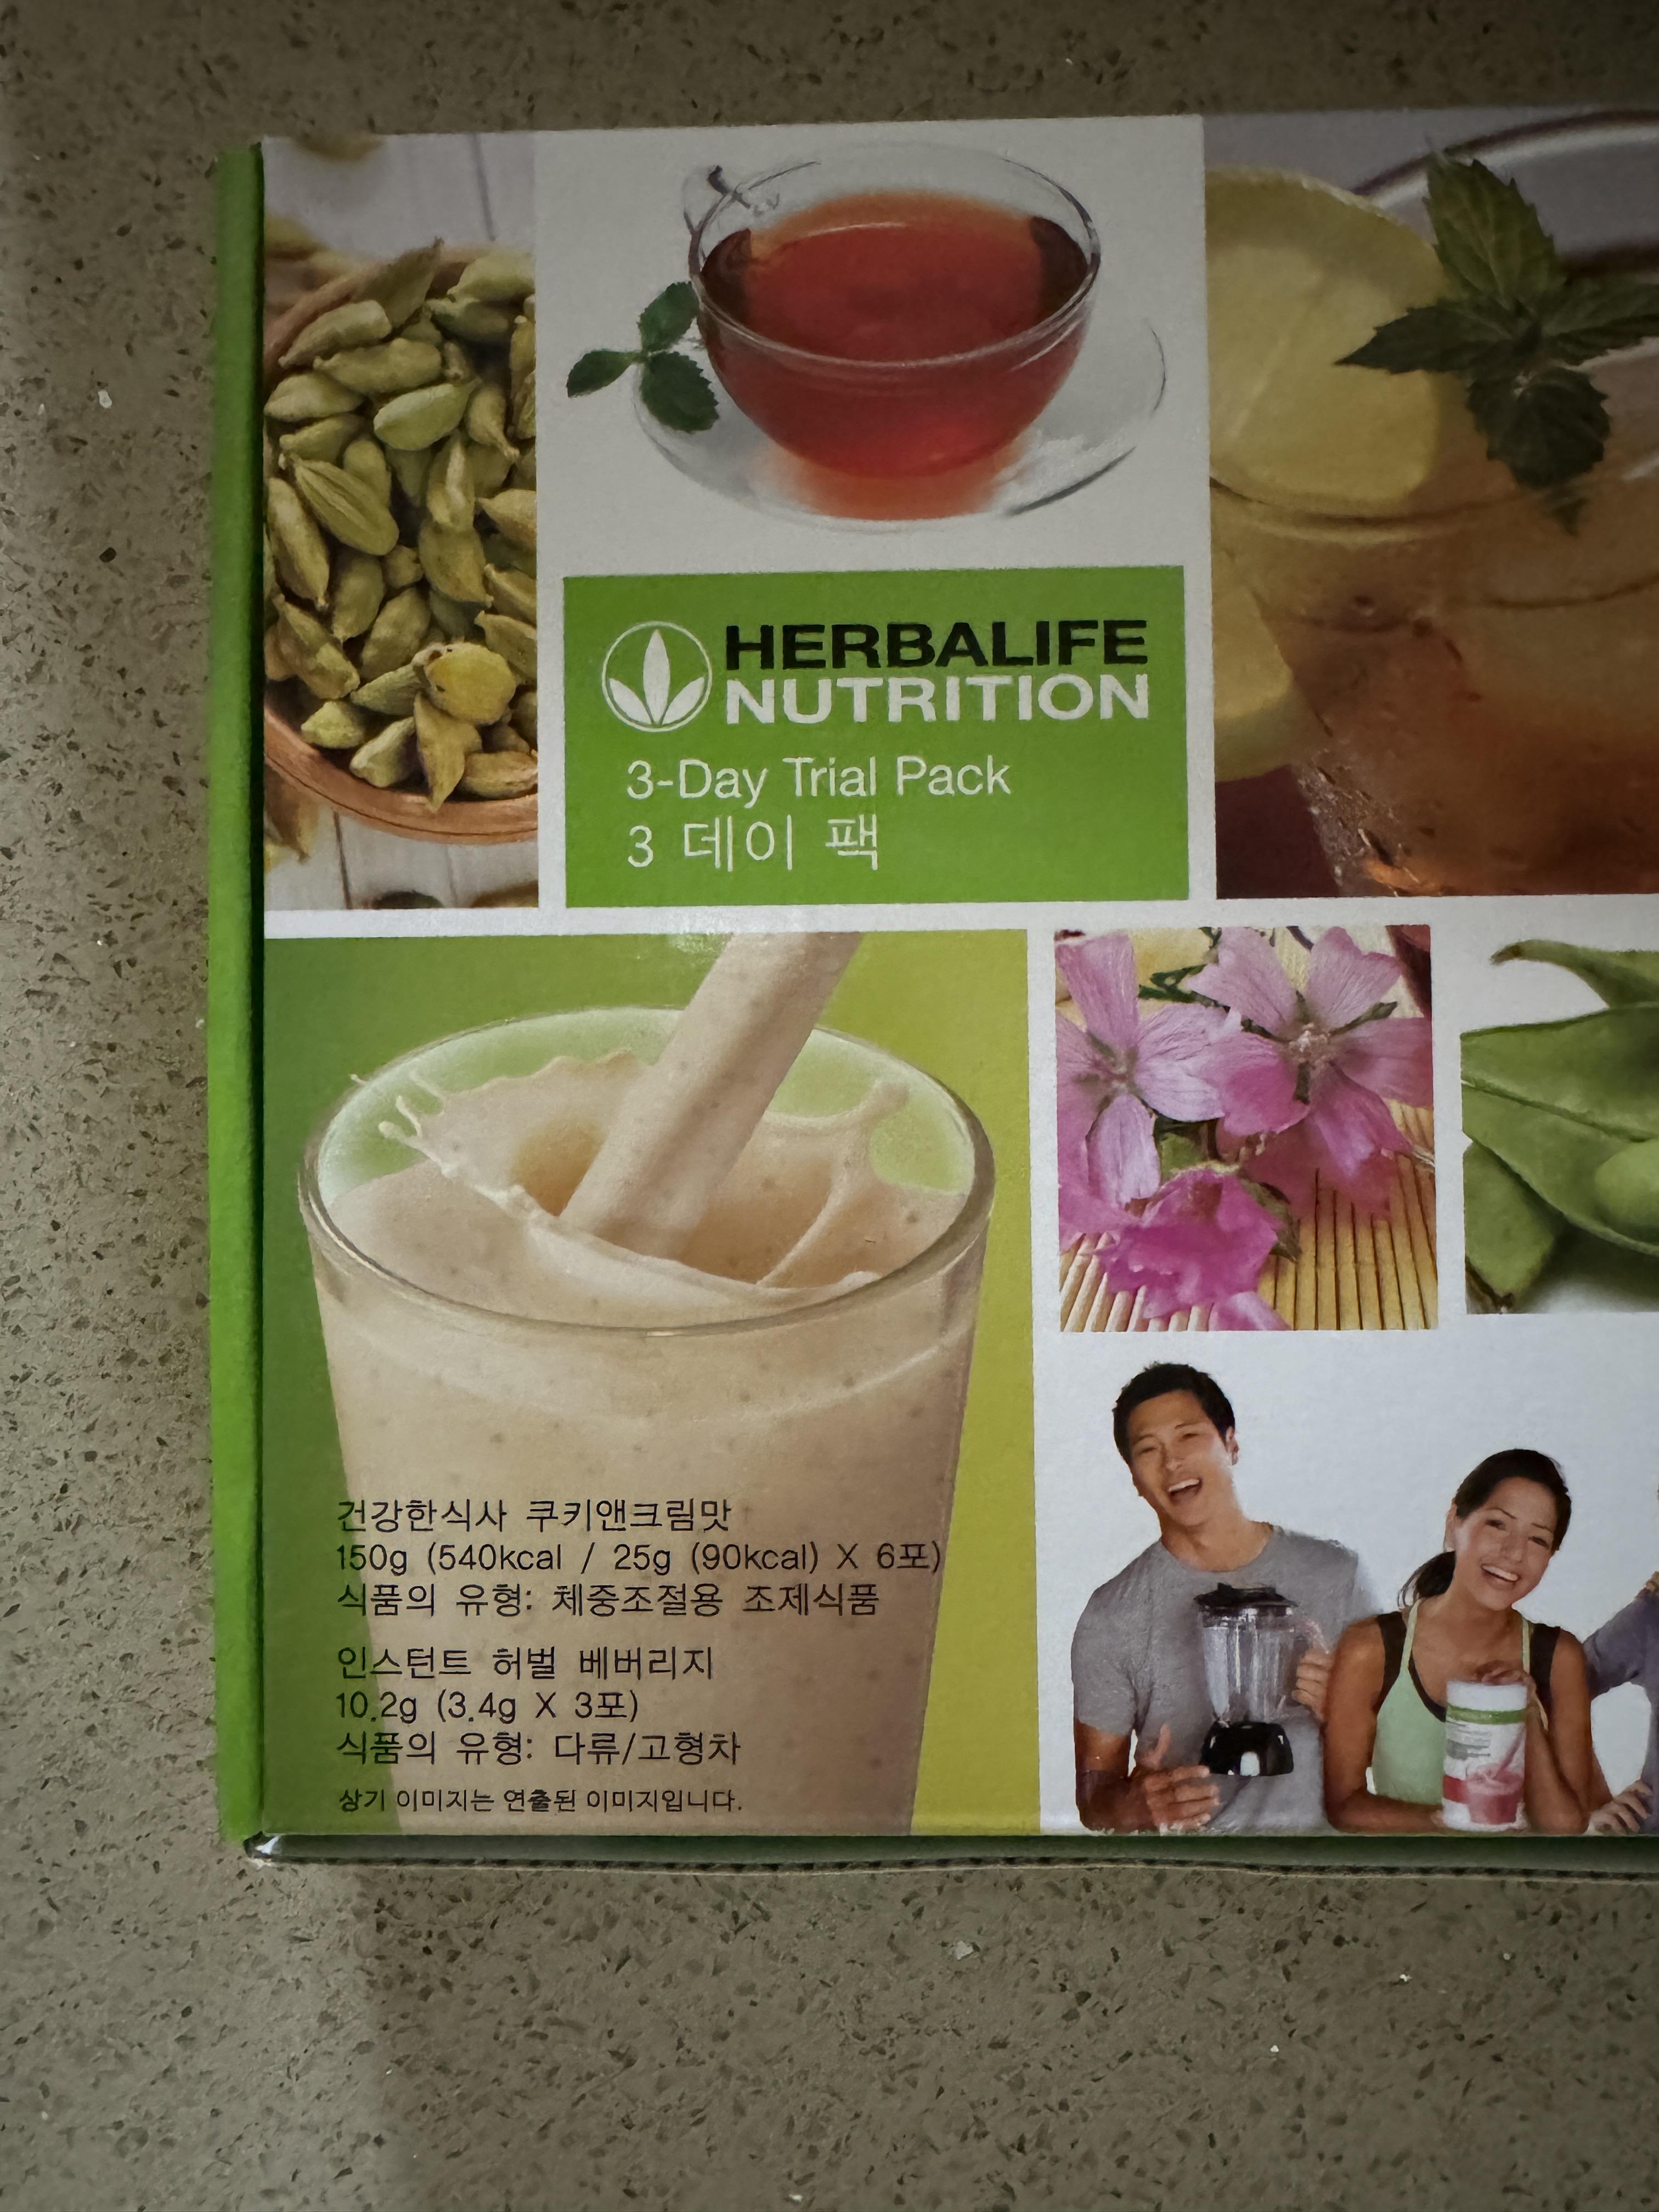 HERBALIFE
NUTRITION
3-Day Trial Pack
3 데이 팩
건강한식사 쿠키앤크림맛
150g (540kcal / 25g (90kcal) X 6포)
식품의 유형: 체중조절용 조제식품
인스턴트 허벌 베버리지
10.2g (3.4g X 3포)
식품의 유형: 다류/고형차
상기 이미지는 연출된 이미지입니다.